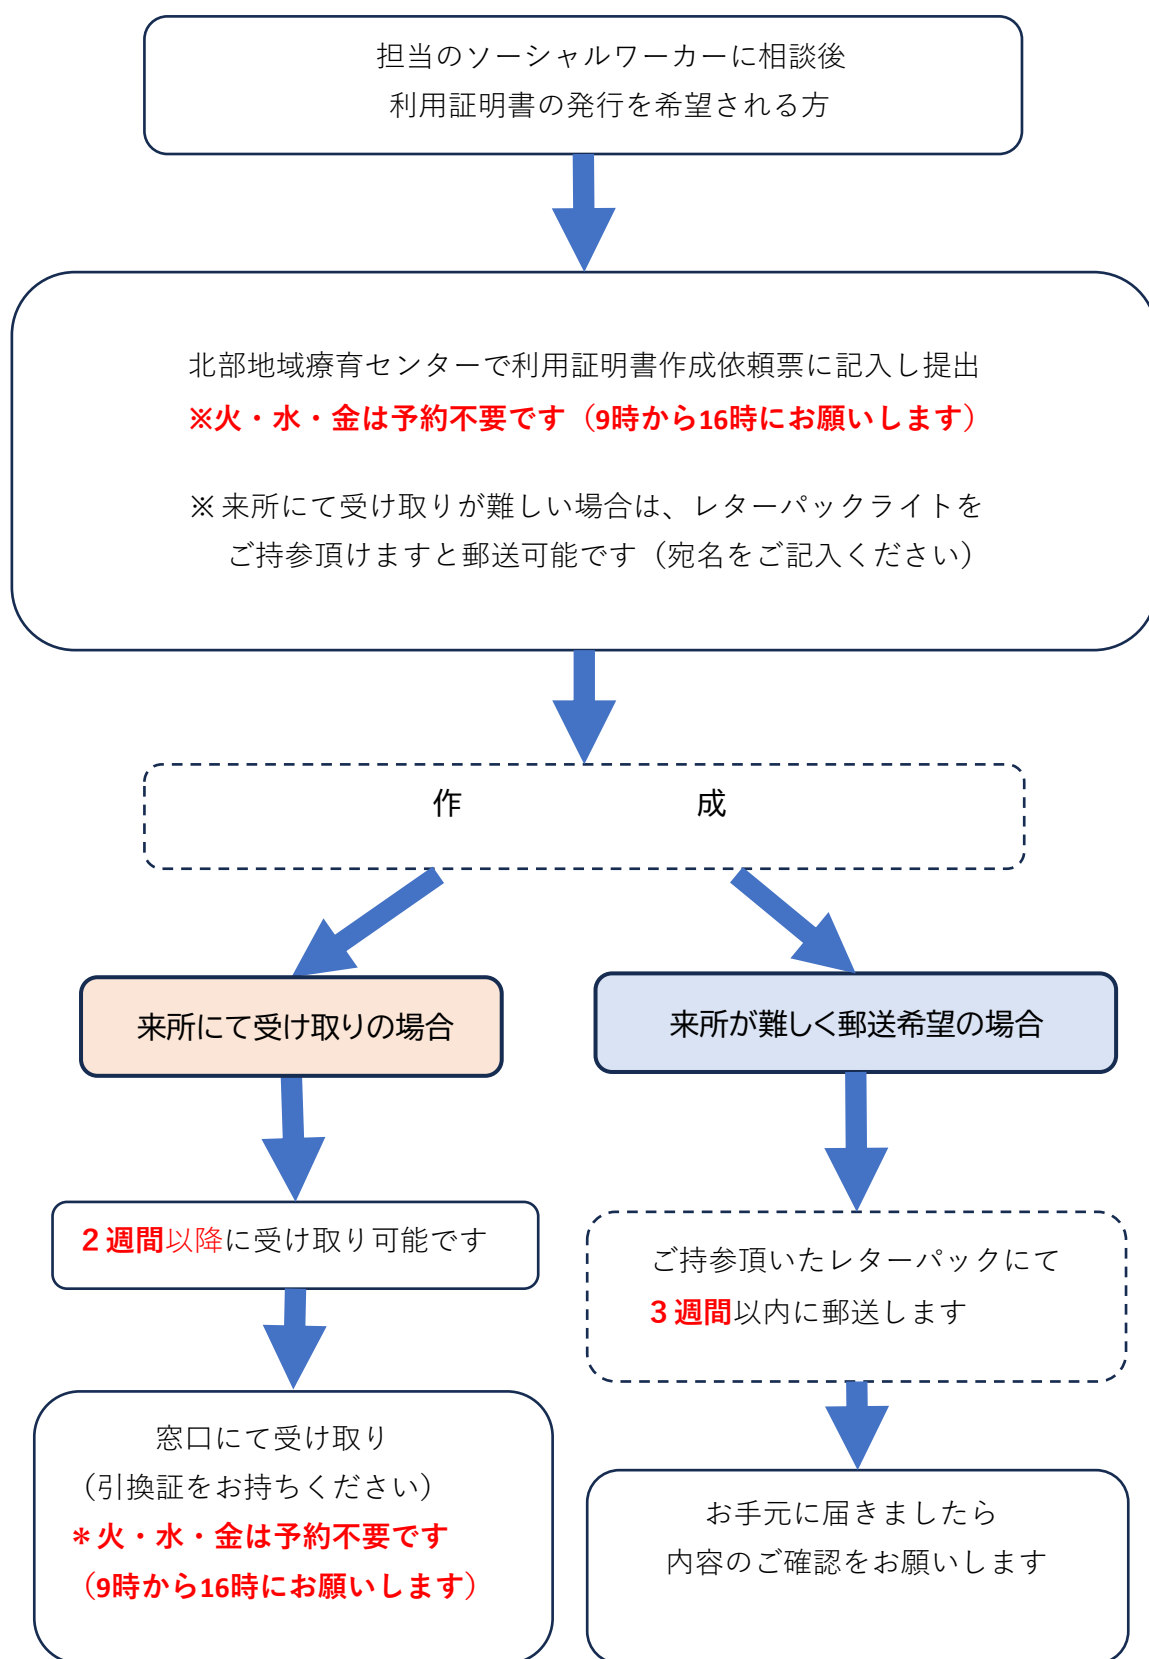 担当のソーシャルワーカーに相談後
利用証明書の発行を希望される方
北部地域療育センターで利用証明書作成依頼票に記入し提出
※火・水・金は予約不要です（9時から16時にお願いします）
※来所にて受け取りが難しい場合は、レターパックライトを
ご持参頂けますと郵送可能です（宛名をご記入ください）
作　　　　　成
来所にて受け取りの場合
来所が難しく郵送希望の場合
２週間以降に受け取り可能です
ご持参頂いたレターパックにて
３週間以内に郵送します
窓口にて受け取り
（引換証をお持ちください）
＊火・水・金は予約不要です
（9時から16時にお願いします）
お手元に届きましたら
内容のご確認をお願いします